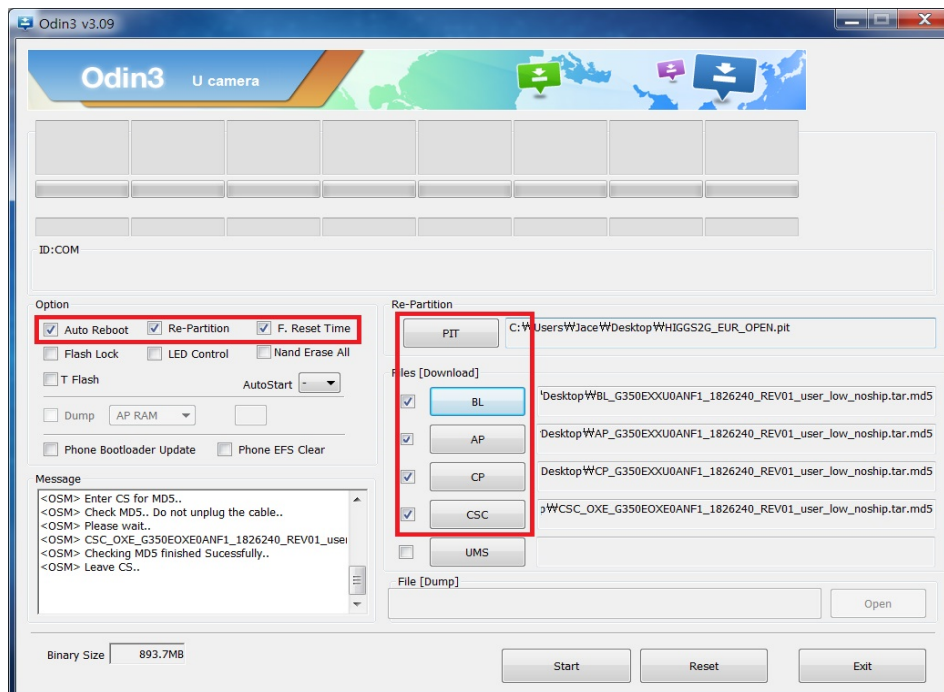 Odin3 v3.09
Odin3 U camera
ID:COM
Option
Auto Reboot Re-Partition F. Reset Time
Flash Lock LED Control Nand Erase All
T Flash AutoStart -
Dump AP RAM
Phone Bootloader Update Phone EFS Clear
Message
<OSM> Enter CS for MD5..
<OSM> Check MD5.. Do not unplug the cable..
<OSM> Please wait..
<OSM> CSC_OXE_G350EOXE0ANF1_1826240_REV01_user
<OSM> Checking MD5 finished Sucessfully..
<OSM> Leave CS..
Re-Partition
PIT C:₩Users₩Jace₩Desktop₩HIGGS2G_EUR_OPEN.pit
Files [Download]
BL Desktop₩BL_G350EXXU0ANF1_1826240_REV01_user_low_noship.tar.md5
AP Desktop₩AP_G350EXXU0ANF1_1826240_REV01_user_low_noship.tar.md5
CP Desktop₩CP_G350EXXU0ANF1_1826240_REV01_user_low_noship.tar.md5
CSC p₩CSC_OXE_G350EOXE0ANF1_1826240_REV01_user_low_noship.tar.md5
UMS
File [Dump]
Open
Binary Size 893.7MB
Start Reset Exit